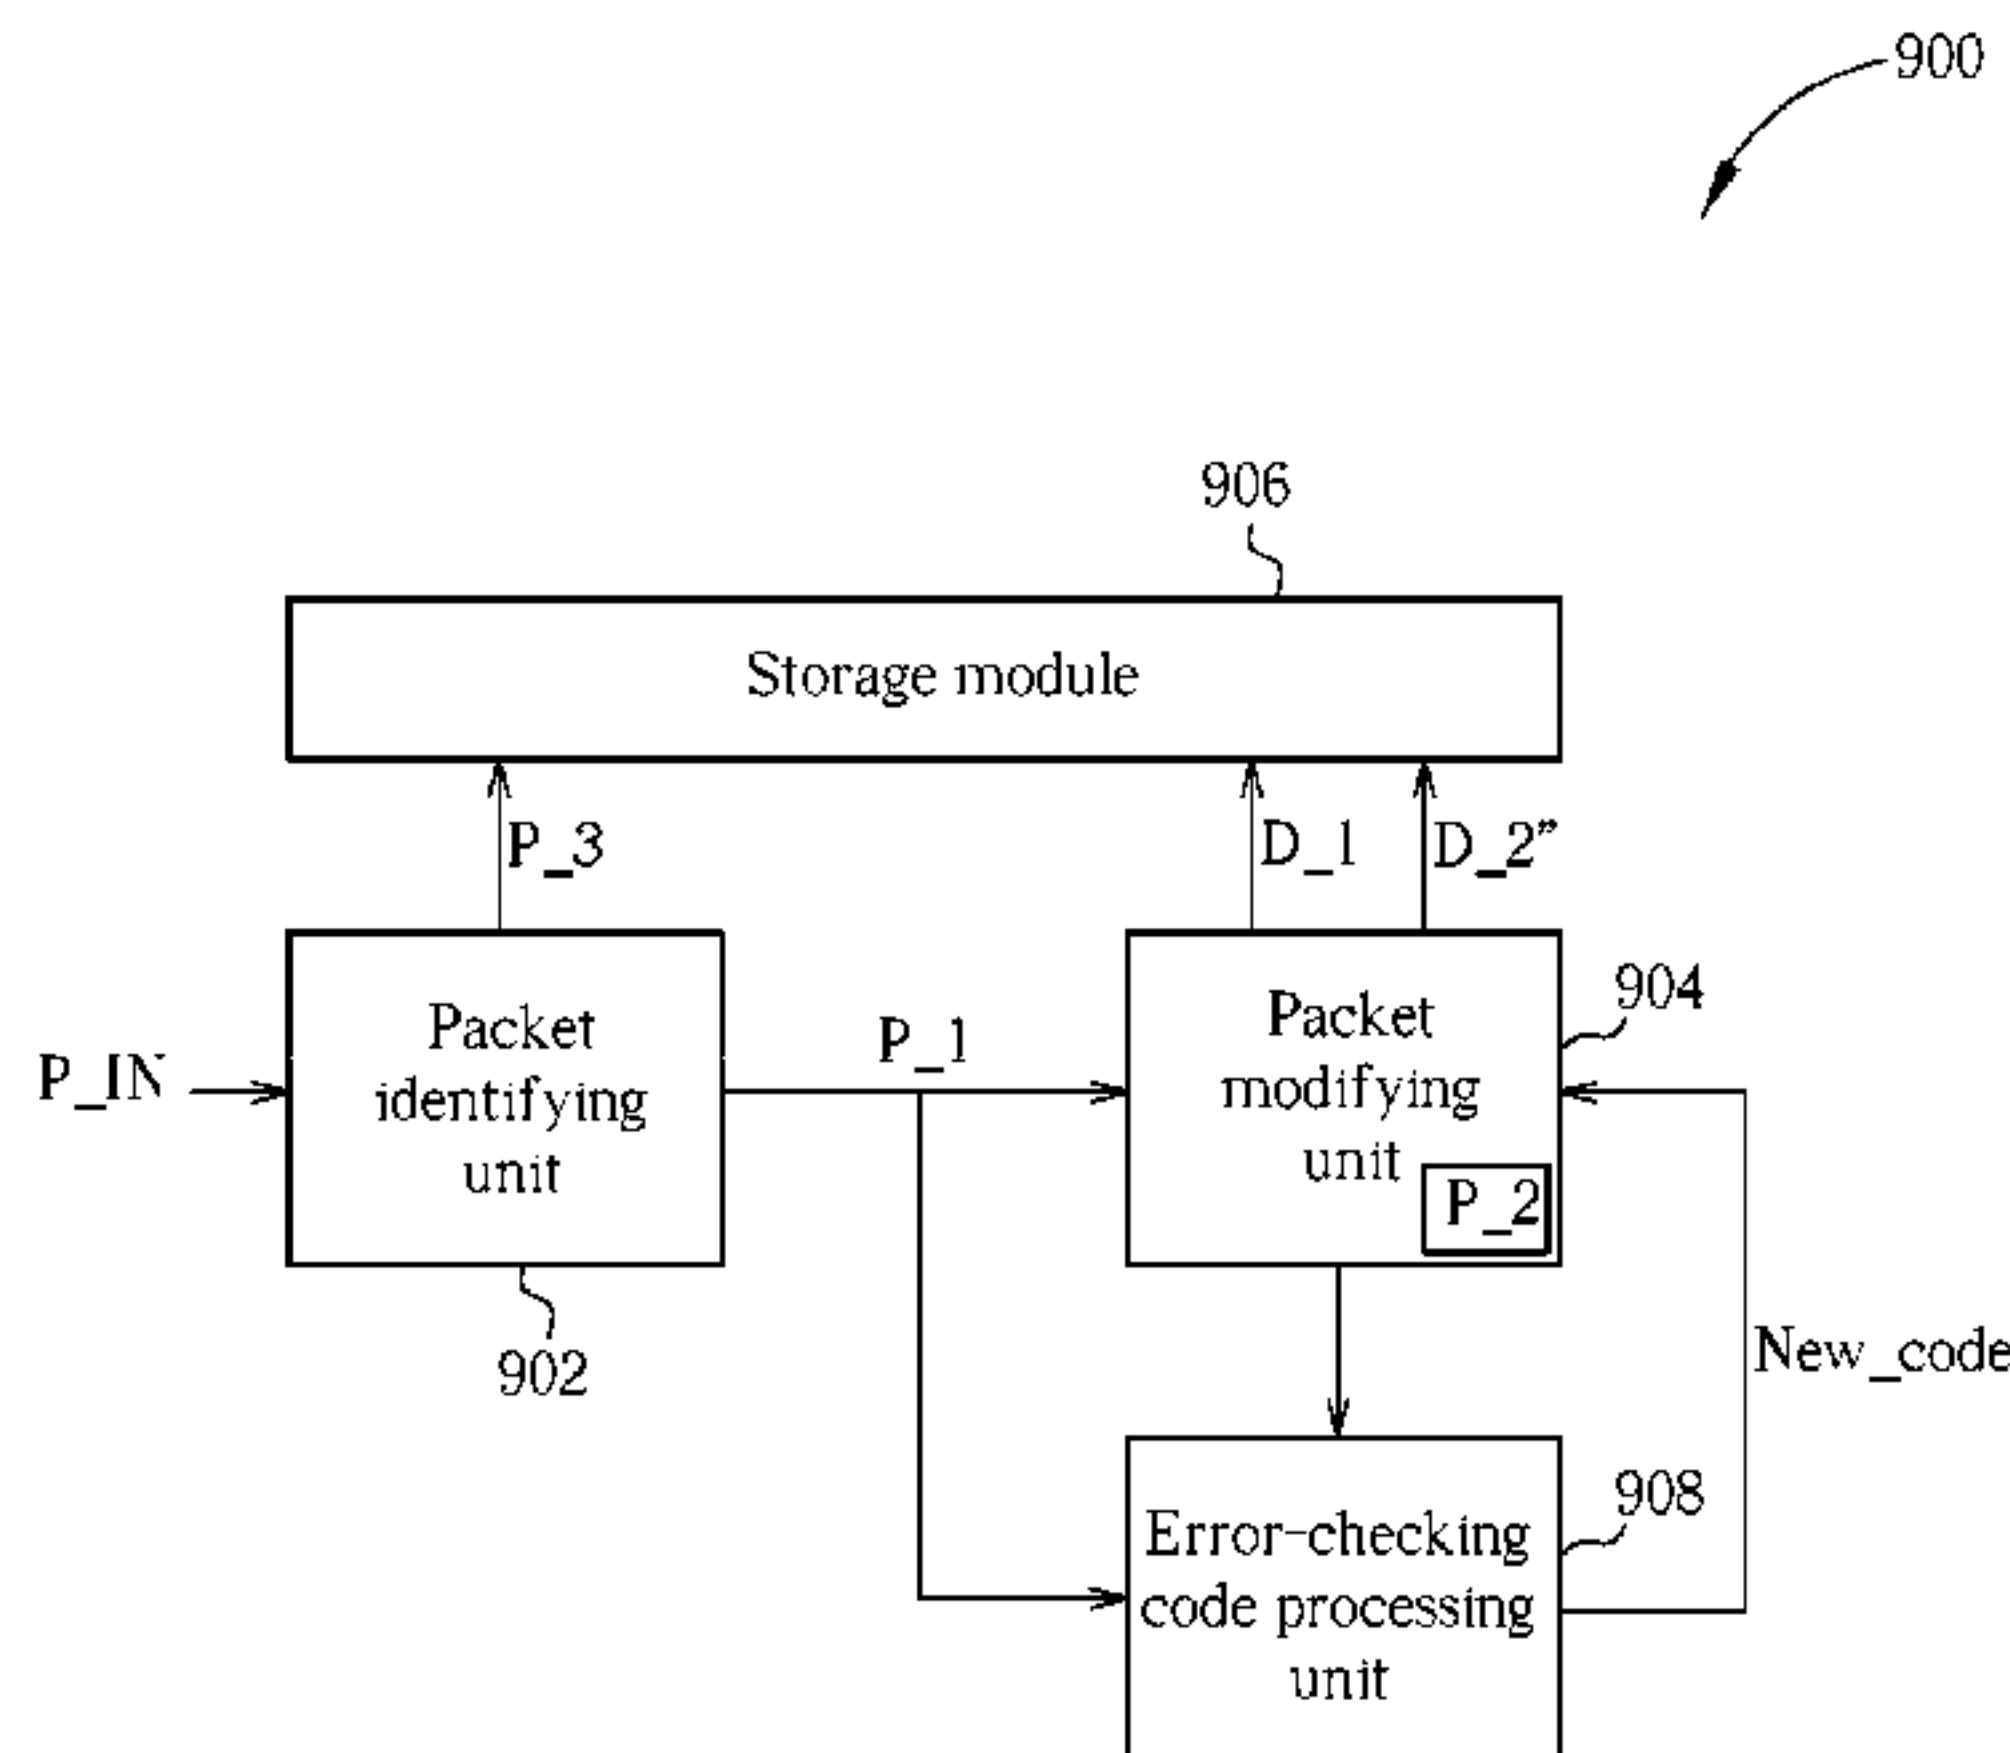 900
906
Storage module
P_3
D_1
D_2”
Packet
identifying
unit
Packet
modifying
unit
904
P_IN
P_1
P_2
902
New_code
Error-checking
code processing
unit
908